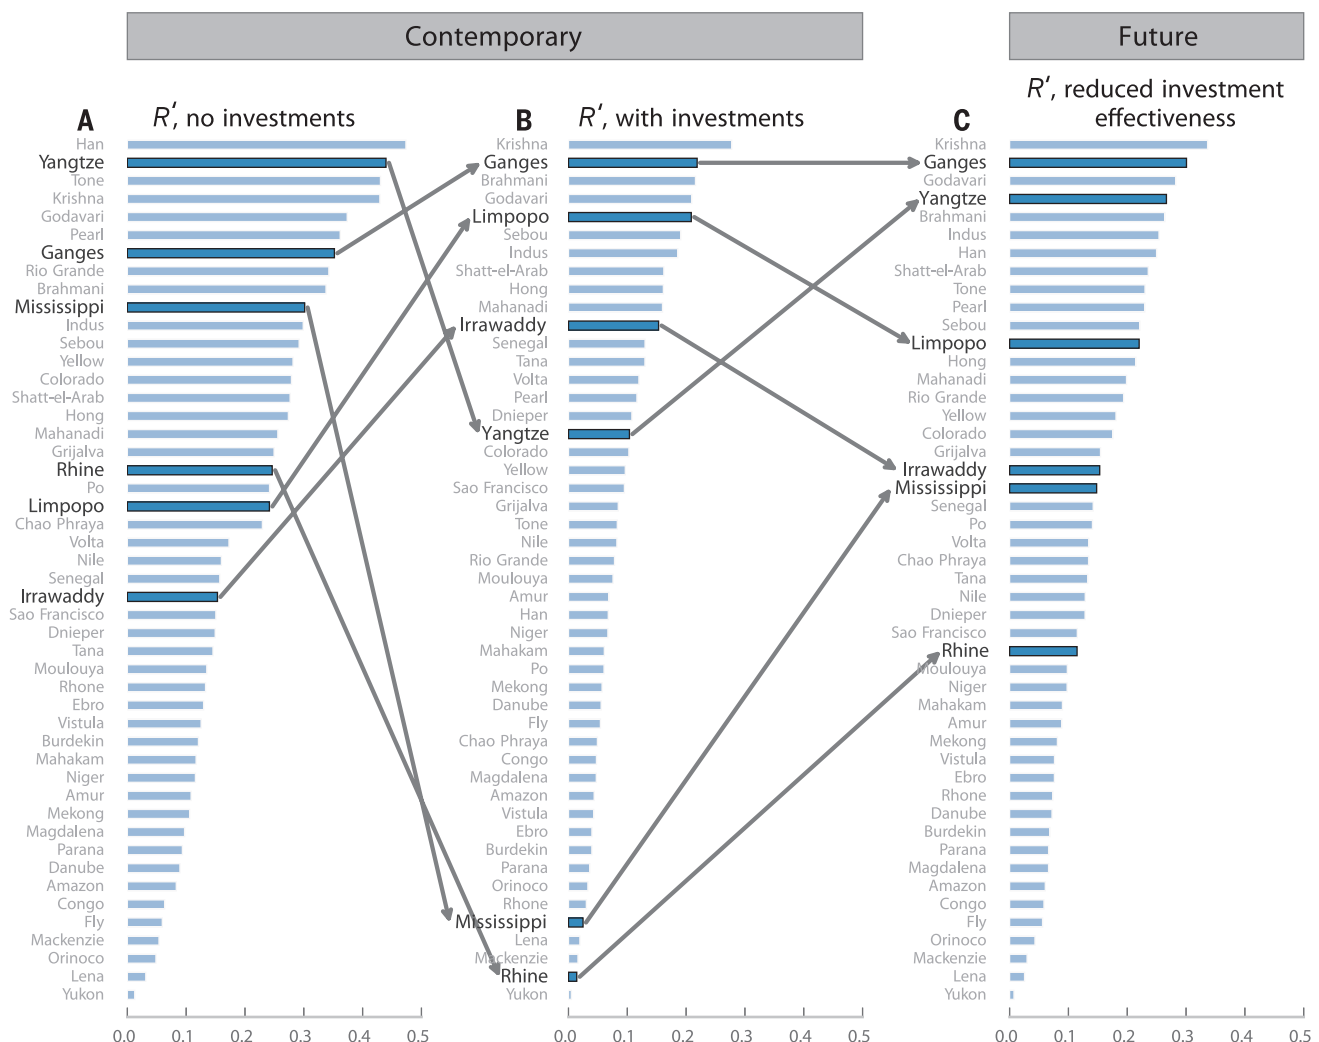 Contemporary
Future
A
R′, no investments
B
R′, with investments
C
R′, reduced investment
effectiveness
Han
Yangtze
Tone
Krishna
Godavari
Pearl
Ganges
Rio Grande
Brahmani
Mississippi
Indus
Sebou
Yellow
Colorado
Shatt-el-Arab
Hong
Mahanadi
Grijalva
Rhine
Po
Limpopo
Chao Phraya
Volta
Nile
Senegal
Irrawaddy
Sao Francisco
Dnieper
Tana
Moulouya
Rhone
Ebro
Vistula
Burdekin
Mahakam
Niger
Amur
Mekong
Magdalena
Parana
Danube
Amazon
Congo
Fly
Mackenzie
Orinoco
Lena
Yukon
0.0 0.1 0.2 0.3 0.4 0.5
Krishna
Ganges
Brahmani
Godavari
Limpopo
Sebou
Indus
Shatt-el-Arab
Hong
Mahanadi
Irrawaddy
Senegal
Tana
Volta
Pearl
Dnieper
Yangtze
Colorado
Yellow
Sao Francisco
Grijalva
Tone
Nile
Rio Grande
Moulouya
Amur
Han
Niger
Mahakam
Po
Mekong
Danube
Fly
Chao Phraya
Congo
Magdalena
Amazon
Vistula
Ebro
Burdekin
Parana
Orinoco
Rhone
Mississippi
Lena
Mackenzie
Rhine
Yukon
0.0 0.1 0.2 0.3 0.4 0.5
Krishna
Ganges
Godavari
Yangtze
Brahmani
Indus
Han
Shatt-el-Arab
Tone
Pearl
Sebou
Limpopo
Hong
Mahanadi
Rio Grande
Yellow
Colorado
Grijalva
Irrawaddy
Mississippi
Senegal
Po
Volta
Chao Phraya
Tana
Nile
Dnieper
Sao Francisco
Rhine
Moulouya
Niger
Mahakam
Amur
Mekong
Vistula
Ebro
Rhone
Danube
Burdekin
Parana
Magdalena
Amazon
Congo
Fly
Orinoco
Mackenzie
Lena
Yukon
0.0 0.1 0.2 0.3 0.4 0.5